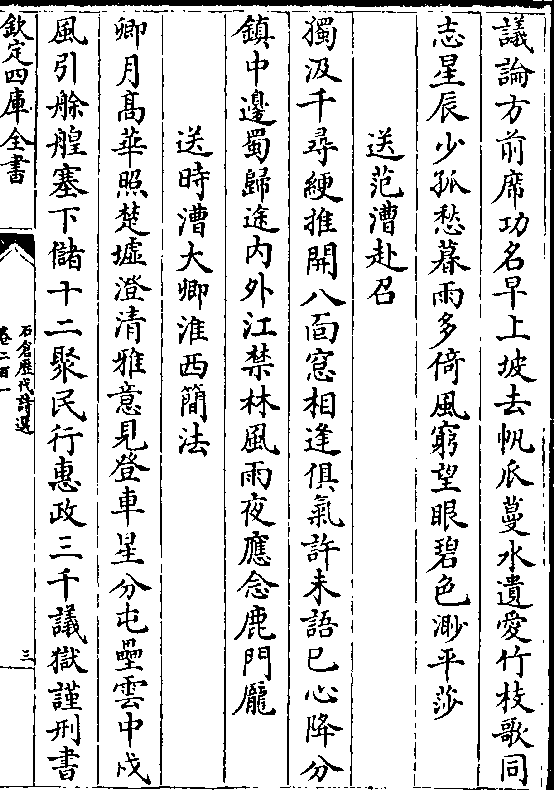 議論方前席功名早上坡去帆瓜蔓水遺愛竹枝歌同
志星辰少孤愁暮雨多倚風窮望眼碧色渺平莎
送范漕赴召
獨汲千尋綆推開八面窓相逢俱氣許未語已心降分
鎮中邊蜀歸途内外江禁林風雨夜應念鹿門龐
送時漕大卿淮西簡法
卿月髙華照楚墟澄清雅意見登車星分屯壘雲中戍
風引艅艎塞下儲十二聚民行惠政三千議獄謹刑書
欽定四庫全書
石倉歴代詩選
卷二百一
三